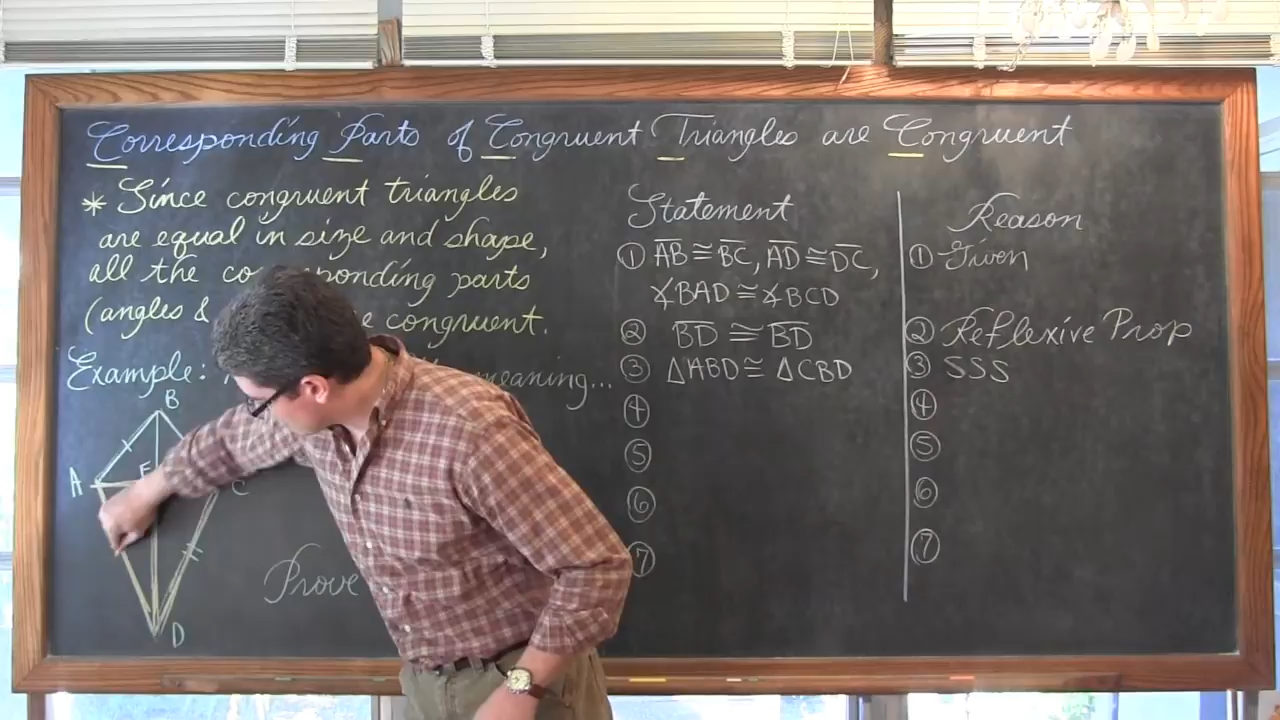 Corresponding Parts of Congruent Triangles are Congruent
* Since congruent triangles
are equal in size and shape,
all the corresponding parts
(angles & congruent.
Example: meaning...
B
A
E
C
D
Prove
Statement
① AB ≅ BC, AD ≅ DC,
∡BAD ≅ ∡BCD
② BD ≅ BD
③ △ABD ≅ △CBD
④
⑤
⑥
⑦
Reason
① Given
② Reflexive Prop
③ SSS
④
⑤
⑥
⑦